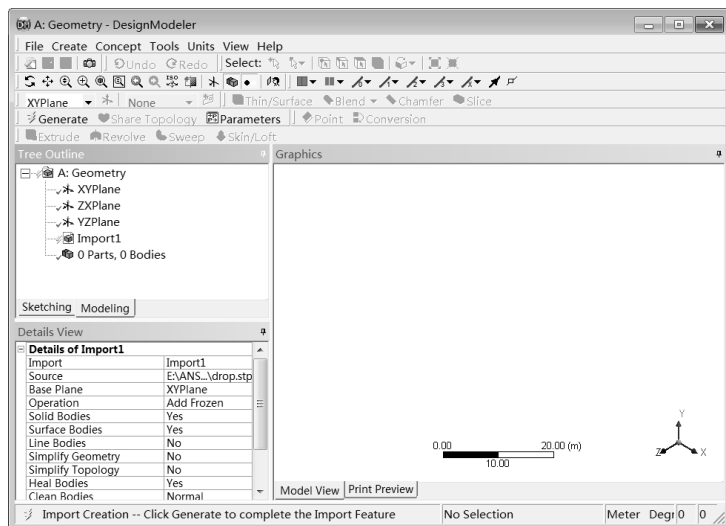 A: Geometry - DesignModeler
File Create Concept Tools Units View Help
Undo Redo Select:
XYPlane None Thin/Surface Blend Chamfer Slice
Generate Share Topology Parameters Point Conversion
Extrude Revolve Sweep Skin/Loft
Tree Outline
A: Geometry
XYPlane
ZXPlane
YZPlane
Import1
0 Parts, 0 Bodies
Sketching Modeling
Details View
Details of Import1
Import Import1
Source E:\ANS...\drop.stp
Base Plane XYPlane
Operation Add Frozen
Solid Bodies Yes
Surface Bodies Yes
Line Bodies No
Simplify Geometry No
Simplify Topology No
Heal Bodies Yes
Clean Bodies Normal
Graphics
0.00 20.00 (m)
10.00
Y
Z X
Model View Print Preview
Import Creation -- Click Generate to complete the Import Feature No Selection Meter Degr 0 0